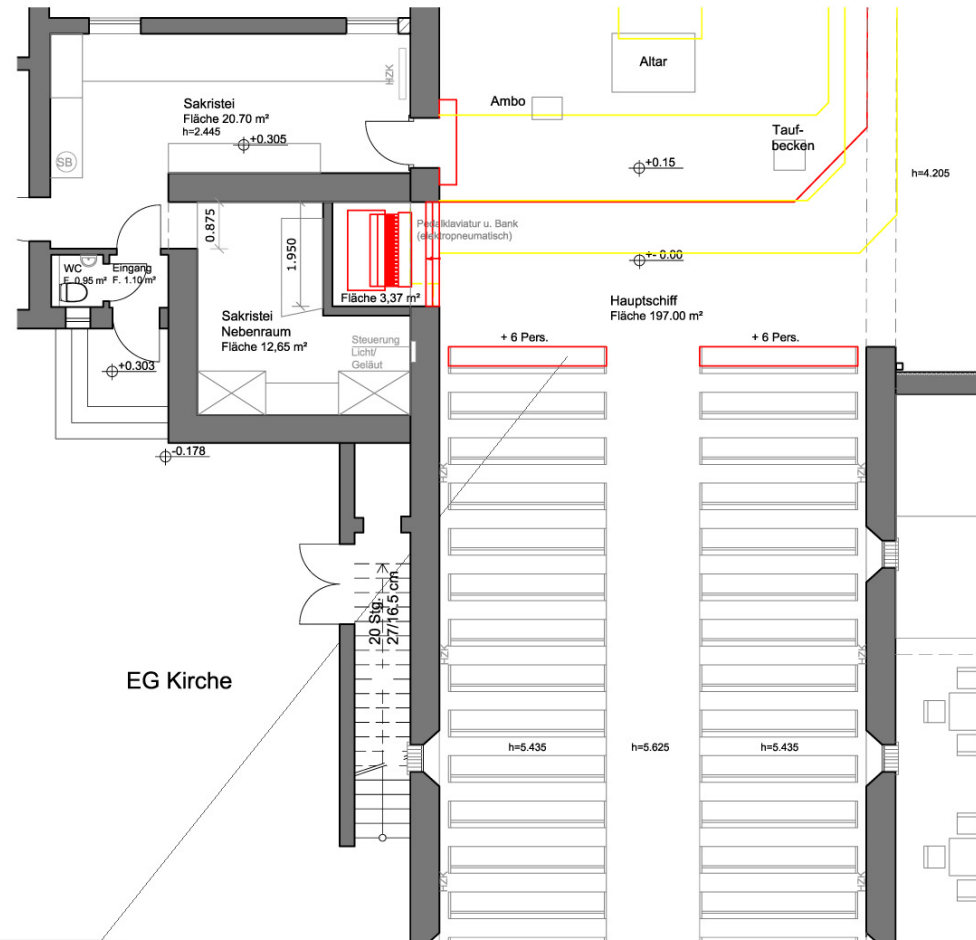 Altar
HZK
Ambo
Sakristei
Fläche 20.70 m²
h=2.445
+0.305
SB
Tauf-
becken
+0.15
h=4.205
0.875
Pedalklaviatur u. Bank
(elektropneumatisch)
1.950
+- 0.00
WC
F. 0.95 m²
Eingang
F. 1.10 m²
Fläche 3,37 m²
Hauptschiff
Fläche 197.00 m²
Sakristei
Nebenraum
Fläche 12,65 m²
Steuerung
Licht/
Geläut
+ 6 Pers.
+ 6 Pers.
+0.303
-0.178
HZK
HZK
20 Stg.
27/16.5 cm
HZK
HZK
EG Kirche
h=5.435
h=5.625
h=5.435
HZK
HZK